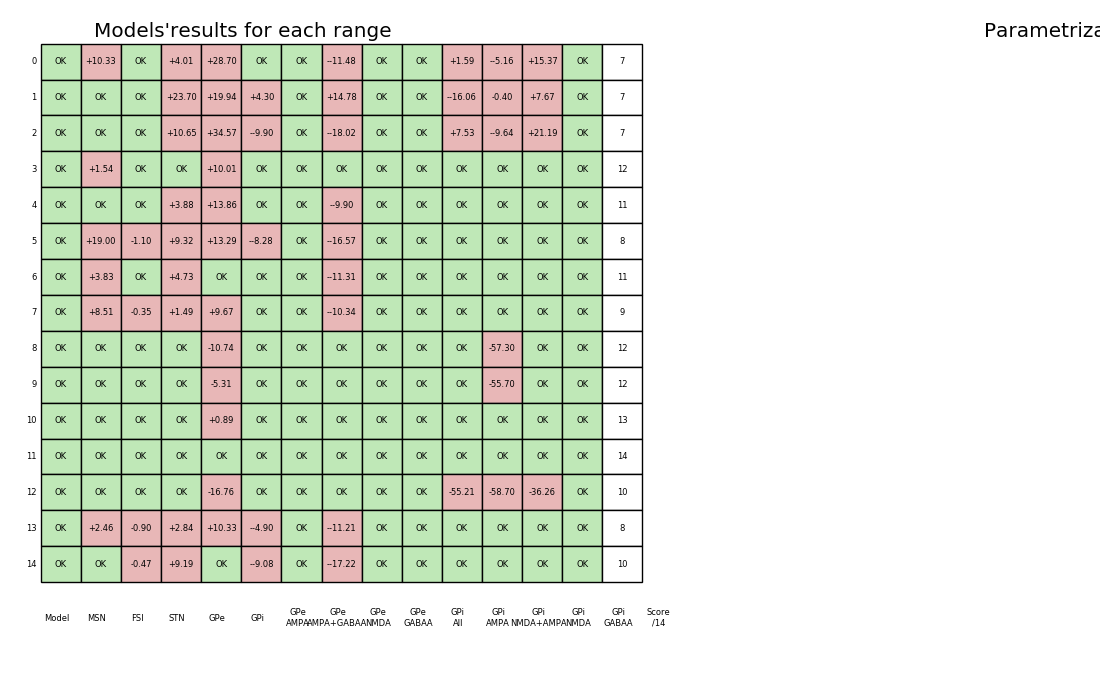 Models'results for each range
Parametriza
0 OK +10.33 OK +4.01 +28.70 OK OK --11.48 OK OK +1.59 --5.16 +15.37 OK 7
1 OK OK OK +23.70 +19.94 +4.30 OK +14.78 OK OK --16.06 -0.40 +7.67 OK 7
2 OK OK OK +10.65 +34.57 --9.90 OK --18.02 OK OK +7.53 --9.64 +21.19 OK 7
3 OK +1.54 OK OK +10.01 OK OK OK OK OK OK OK OK OK 12
4 OK OK OK +3.88 +13.86 OK OK --9.90 OK OK OK OK OK OK 11
5 OK +19.00 -1.10 +9.32 +13.29 --8.28 OK --16.57 OK OK OK OK OK OK 8
6 OK +3.83 OK +4.73 OK OK OK --11.31 OK OK OK OK OK OK 11
7 OK +8.51 -0.35 +1.49 +9.67 OK OK --10.34 OK OK OK OK OK OK 9
8 OK OK OK OK -10.74 OK OK OK OK OK OK -57.30 OK OK 12
9 OK OK OK OK -5.31 OK OK OK OK OK OK -55.70 OK OK 12
10 OK OK OK OK +0.89 OK OK OK OK OK OK OK OK OK 13
11 OK OK OK OK OK OK OK OK OK OK OK OK OK OK 14
12 OK OK OK OK -16.76 OK OK OK OK OK -55.21 -58.70 -36.26 OK 10
13 OK +2.46 -0.90 +2.84 +10.33 --4.90 OK --11.21 OK OK OK OK OK OK 8
14 OK OK -0.47 +9.19 OK --9.08 OK --17.22 OK OK OK OK OK OK 10
Model MSN FSI STN GPe GPi GPe AMPA GPe AMPA+GABAA GPe NMDA GPe GABAA GPi All GPi AMPA GPi NMDA+AMPA GPi NMDA GPi GABAA Score /14